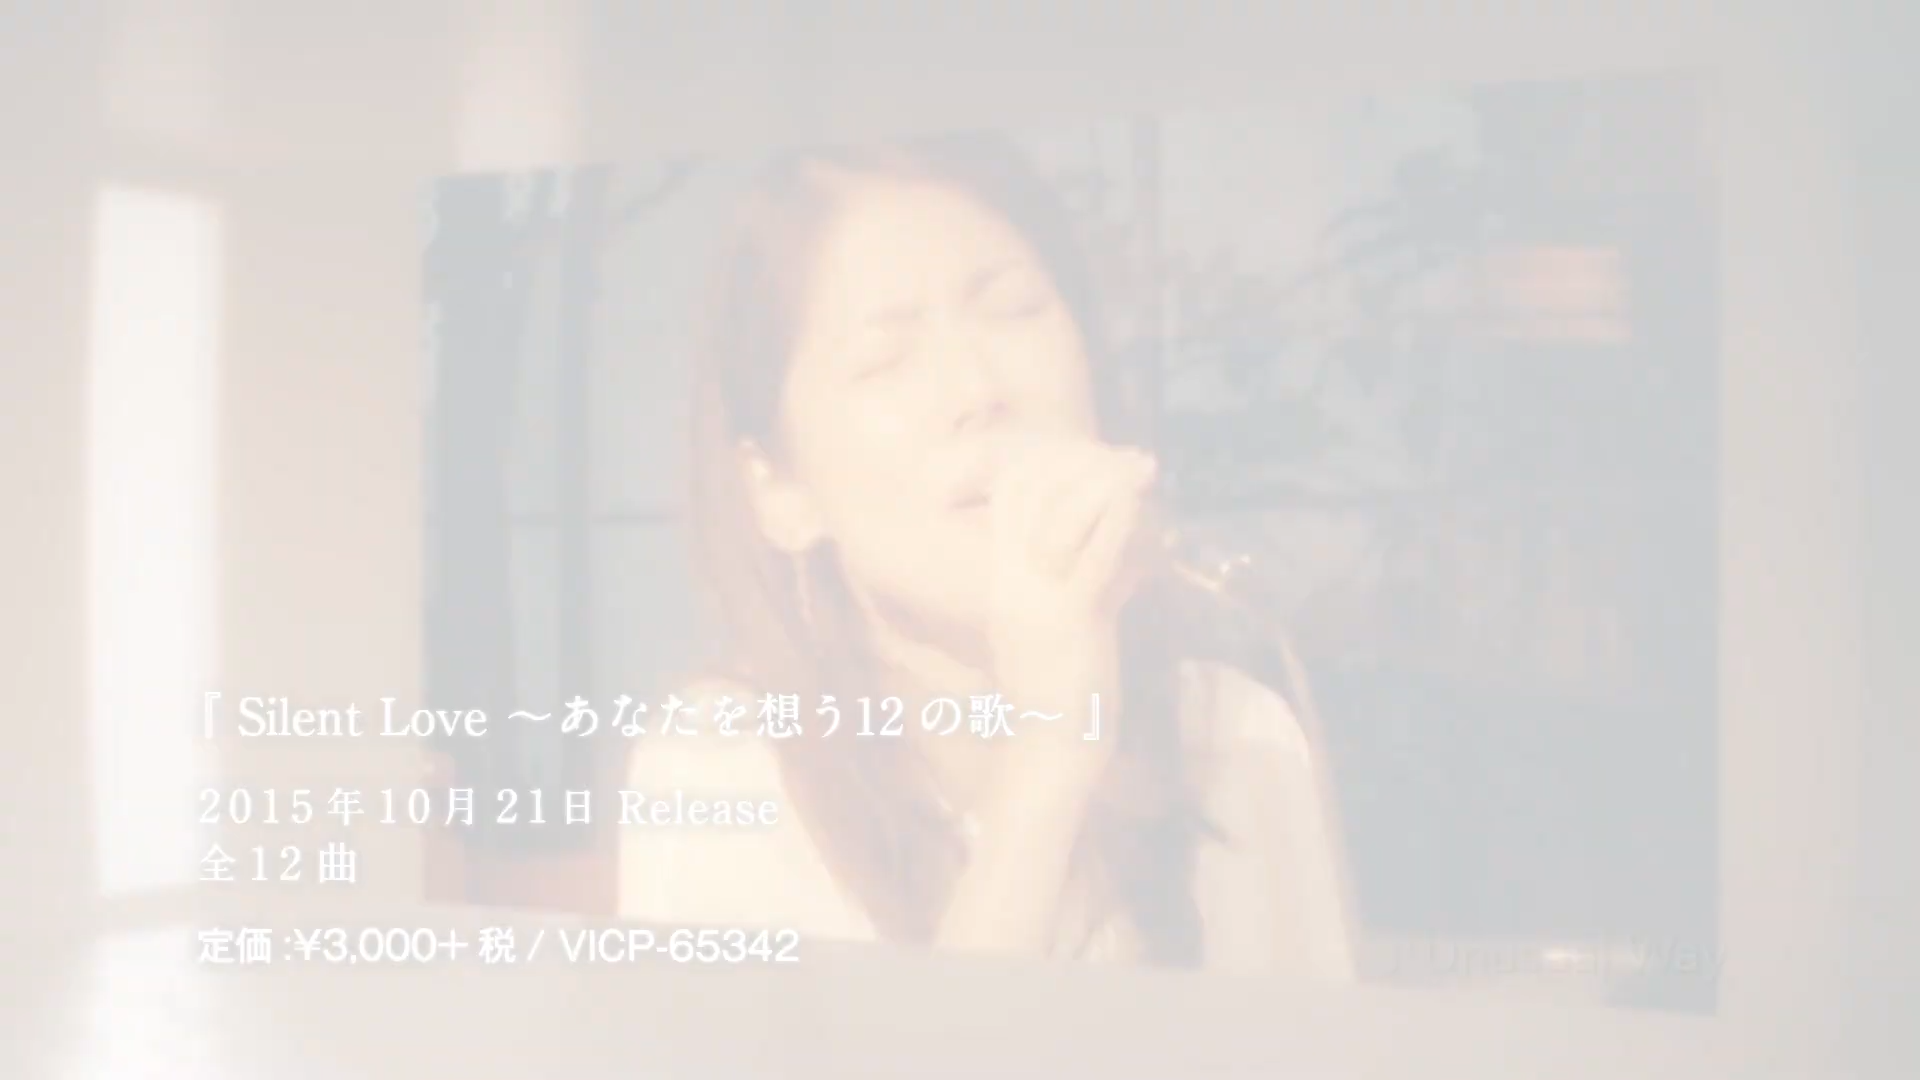 『 Silent Love ～あなたを想う12の歌～ 』
2015年10月21日 Release
全12曲
定価:¥3,000+税 / VICP-65342
Way